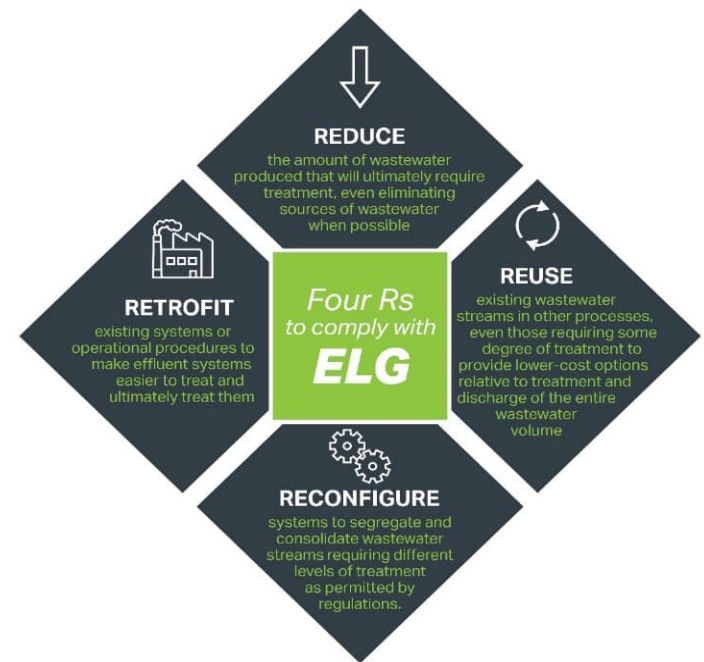 REDUCE
the amount of wastewater
produced that will ultimately require
treatment, even eliminating
sources of wastewater
when possible
RETROFIT
existing systems or
operational procedures to
make effluent systems
easier to treat and
ultimately treat them
Four Rs
to comply with
ELG
REUSE
existing wastewater
streams in other processes,
even those requiring some
degree of treatment to
provide lower-cost options
relative to treatment and
discharge of the entire
wastewater
volume
RECONFIGURE
systems to segregate and
consolidate wastewater
streams requiring different
levels of treatment
as permitted by
regulations.